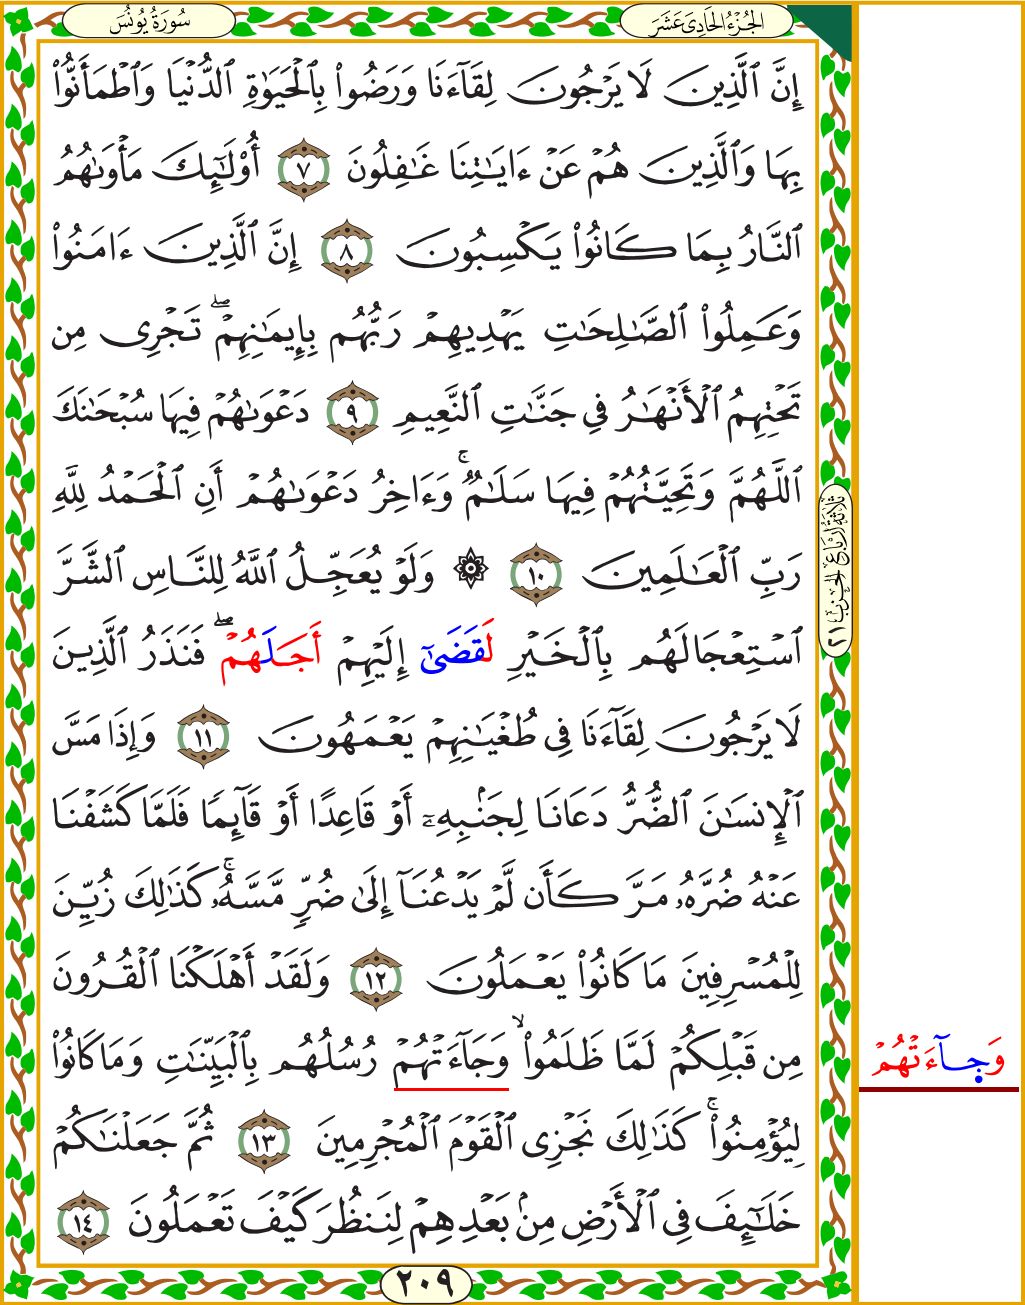 سُورَةُ يُونُسَ
الجُزْءُ الحَادِىَ عَشَرَ
إِنَّ ٱلَّذِينَ لَا يَرْجُونَ لِقَآءَنَا وَرَضُوا۟ بِٱلْحَيَوٰةِ ٱلدُّنْيَا وَٱطْمَأَنُّوا۟
بِهَا وَٱلَّذِينَ هُمْ عَنْ ءَايَـٰتِنَا غَـٰفِلُونَ ٧ أُو۟لَـٰٓئِكَ مَأْوَىٰهُمُ
ٱلنَّارُ بِمَا كَانُوا۟ يَكْسِبُونَ ٨ إِنَّ ٱلَّذِينَ ءَامَنُوا۟
وَعَمِلُوا۟ ٱلصَّـٰلِحَـٰتِ يَهْدِيهِمْ رَبُّهُم بِإِيمَـٰنِهِمْ ۖ تَجْرِى مِن
تَحْتِهِمُ ٱلْأَنْهَـٰرُ فِى جَنَّـٰتِ ٱلنَّعِيمِ ٩ دَعْوَىٰهُمْ فِيهَا سُبْحَـٰنَكَ
ٱللَّهُمَّ وَتَحِيَّتُهُمْ فِيهَا سَلَـٰمٌ ۚ وَءَاخِرُ دَعْوَىٰهُمْ أَنِ ٱلْحَمْدُ لِلَّهِ
رَبِّ ٱلْعَـٰلَمِينَ ١٠ ۞ وَلَوْ يُعَجِّلُ ٱللَّهُ لِلنَّاسِ ٱلشَّرَّ
ٱسْتِعْجَالَهُم بِٱلْخَيْرِ لَقَضَىٰٓ إِلَيْهِمْ أَجَلَهُمْ ۖ فَنَذَرُ ٱلَّذِينَ
لَا يَرْجُونَ لِقَآءَنَا فِى طُغْيَـٰنِهِمْ يَعْمَهُونَ ١١ وَإِذَا مَسَّ
ٱلْإِنسَـٰنَ ٱلضُّرُّ دَعَانَا لِجَنۢبِهِۦٓ أَوْ قَاعِدًا أَوْ قَآئِمًا فَلَمَّا كَشَفْنَا
عَنْهُ ضُرَّهُۥ مَرَّ كَأَن لَّمْ يَدْعُنَآ إِلَىٰ ضُرٍّ مَّسَّهُۥ ۚ كَذَٰلِكَ زُيِّنَ
لِلْمُسْرِفِينَ مَا كَانُوا۟ يَعْمَلُونَ ١٢ وَلَقَدْ أَهْلَكْنَا ٱلْقُرُونَ
مِن قَبْلِكُمْ لَمَّا ظَلَمُوا۟ ۙ وَجَآءَتْهُمْ رُسُلُهُم بِٱلْبَيِّنَـٰتِ وَمَا كَانُوا۟
لِيُؤْمِنُوا۟ ۚ كَذَٰلِكَ نَجْزِى ٱلْقَوْمَ ٱلْمُجْرِمِينَ ١٣ ثُمَّ جَعَلْنَـٰكُمْ
خَلَـٰٓئِفَ فِى ٱلْأَرْضِ مِنۢ بَعْدِهِمْ لِنَنظُرَ كَيْفَ تَعْمَلُونَ ١٤
٢٠٩
ثَلَاثَةُ أَرْبَاعِ الحِزْبِ ٢١
وَجِآءَتْهُمْ